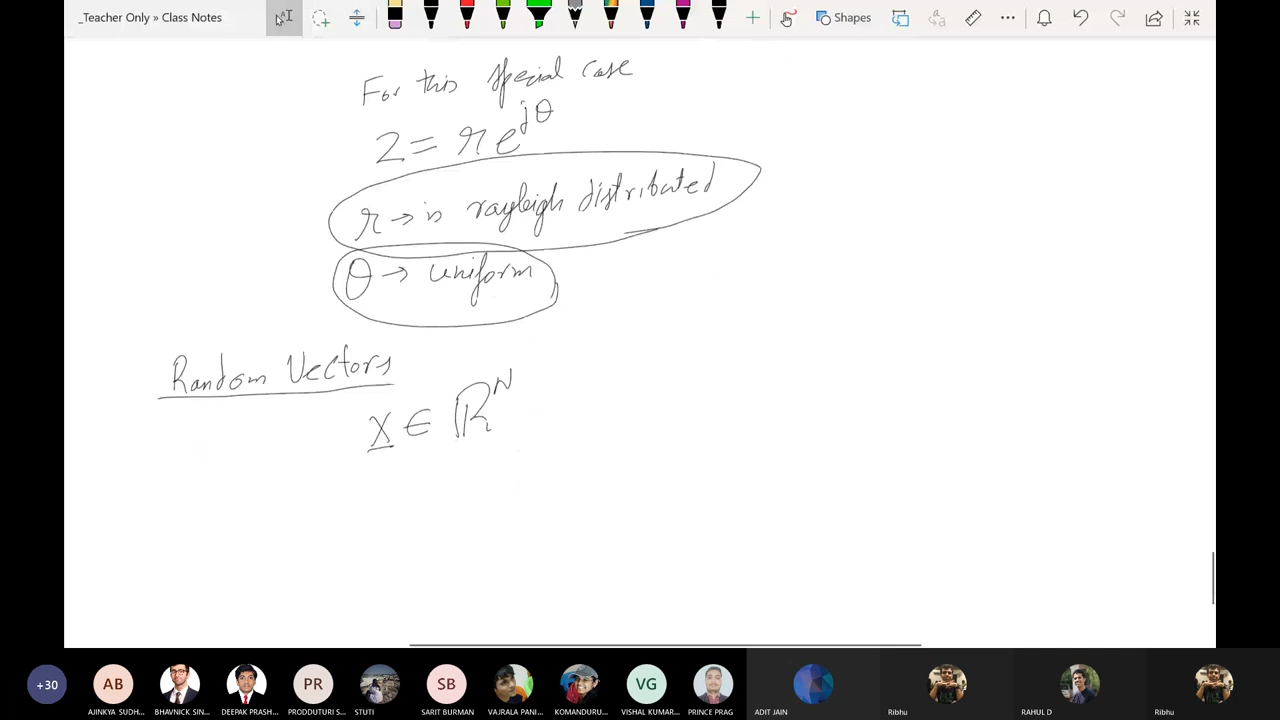 _Teacher Only » Class Notes
Shapes
For this special case
Z = r e^{jθ}
r → is rayleigh distributed
θ → uniform
Random Vectors
x ∈ ℝ^N
+30
AB
PR
SB
VG
AJINKYA SUDH... BHAVNICK SIN... DEEPAK PRASH... PRODDUTURI S... STUTI SARIT BURMAN VAJRALA PANI... KOMANDURU... VISHAL KUMAR... PRINCE PRAG ADIT JAIN Ribhu RAHUL D Ribhu